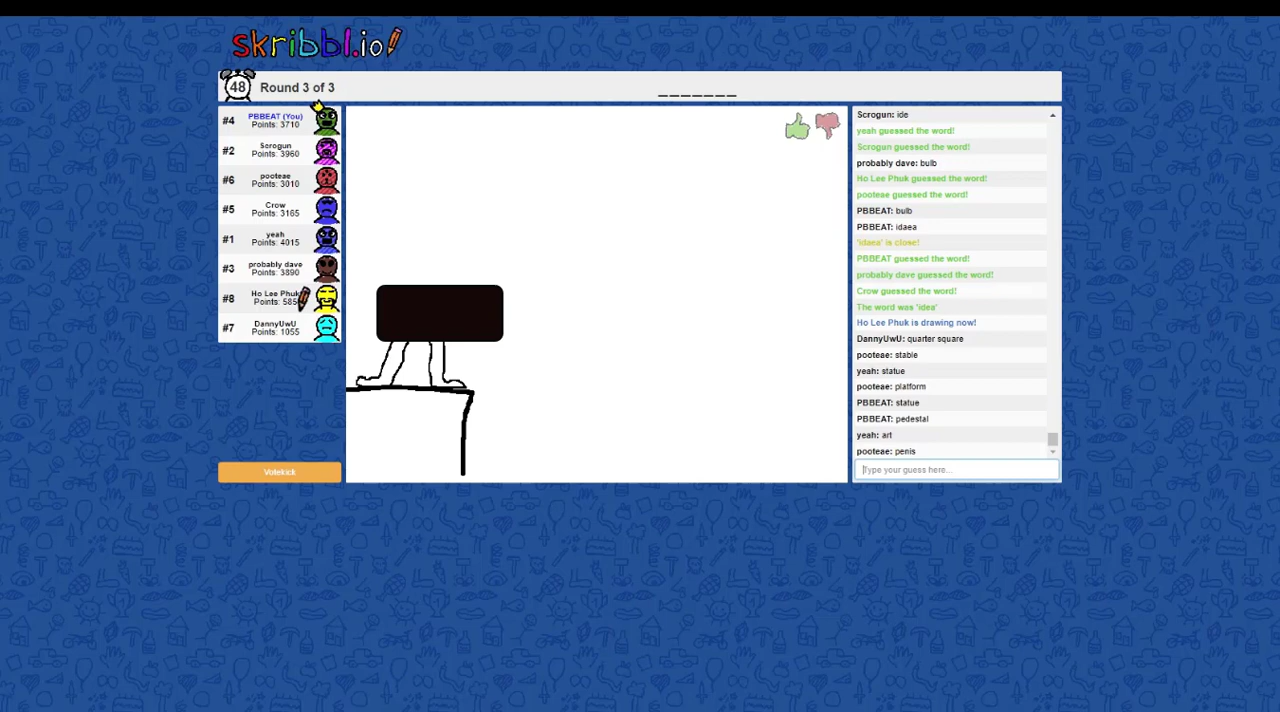 skribbl.io
48 Round 3 of 3
_______
#4 PBBEAT (You)
Points: 3710
#2 Scrogun
Points: 3960
#6 pooteae
Points: 3010
#5 Crow
Points: 3165
#1 yeah
Points: 4015
#3 probably dave
Points: 3890
#8 Ho Lee Phuk
Points: 585
#7 DannyUwU
Points: 1055
Votekick
Scrogun: ide
yeah guessed the word!
Scrogun guessed the word!
probably dave: bulb
Ho Lee Phuk guessed the word!
pooteae guessed the word!
PBBEAT: bulb
PBBEAT: idaea
'idaea' is close!
PBBEAT guessed the word!
probably dave guessed the word!
Crow guessed the word!
The word was 'idea'
Ho Lee Phuk is drawing now!
DannyUwU: quarter square
pooteae: stable
yeah: statue
pooteae: platform
PBBEAT: statue
PBBEAT: pedestal
yeah: art
pooteae: penis
Type your guess here...